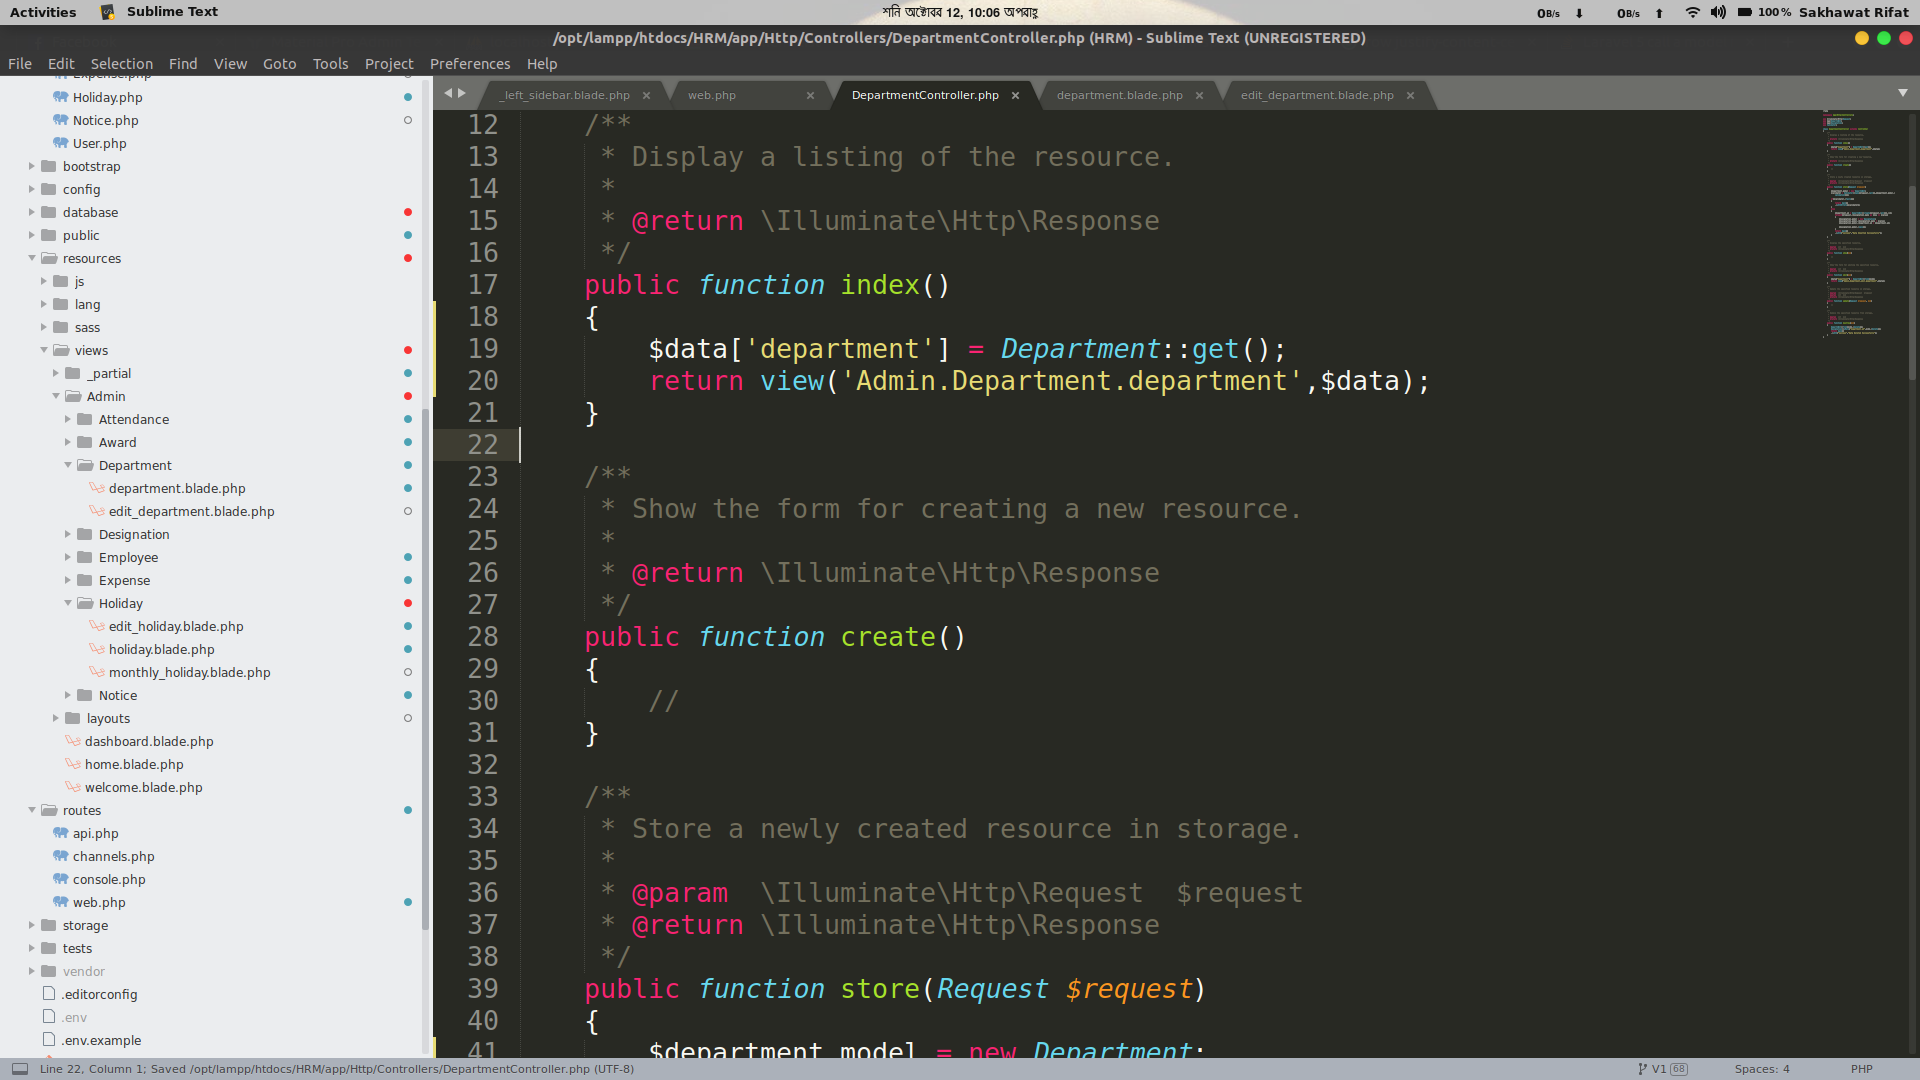 Activities Sublime Text শনি অক্টোবর 12, 10:06 অপরাহ্ণ 0B/s 0B/s 100 % Sakhawat Rifat
/opt/lampp/htdocs/HRM/app/Http/Controllers/DepartmentController.php (HRM) - Sublime Text (UNREGISTERED)
File Edit Selection Find View Goto Tools Project Preferences Help
Expense.php
Holiday.php
Notice.php
User.php
bootstrap
config
database
public
resources
js
lang
sass
views
_partial
Admin
Attendance
Award
Department
department.blade.php
edit_department.blade.php
Designation
Employee
Expense
Holiday
edit_holiday.blade.php
holiday.blade.php
monthly_holiday.blade.php
Notice
layouts
dashboard.blade.php
home.blade.php
welcome.blade.php
routes
api.php
channels.php
console.php
web.php
storage
tests
vendor
.editorconfig
.env
.env.example
_left_sidebar.blade.php web.php DepartmentController.php department.blade.php edit_department.blade.php
12 /**
13 * Display a listing of the resource.
14 *
15 * @return \Illuminate\Http\Response
16 */
17 public function index()
18 {
19 $data['department'] = Department::get();
20 return view('Admin.Department.department',$data);
21 }
22
23 /**
24 * Show the form for creating a new resource.
25 *
26 * @return \Illuminate\Http\Response
27 */
28 public function create()
29 {
30 //
31 }
32
33 /**
34 * Store a newly created resource in storage.
35 *
36 * @param \Illuminate\Http\Request $request
37 * @return \Illuminate\Http\Response
38 */
39 public function store(Request $request)
40 {
41 $department_model = new Department;
Line 22, Column 1; Saved /opt/lampp/htdocs/HRM/app/Http/Controllers/DepartmentController.php (UTF-8) V1 68 Spaces: 4 PHP